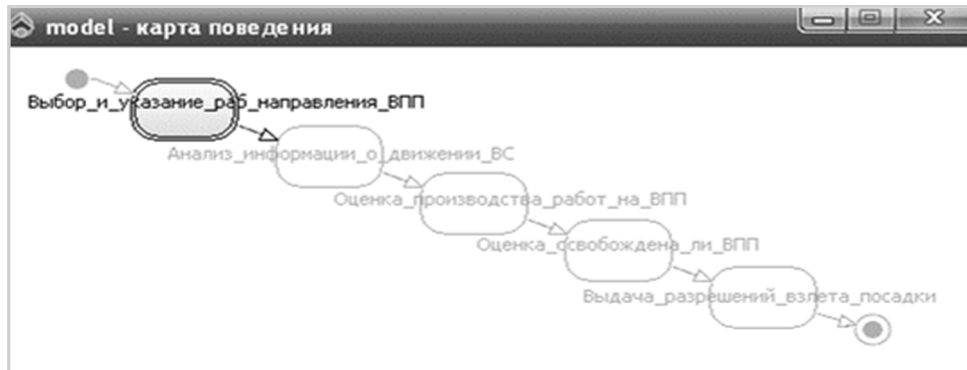 model - карта поведения
Выбор_и_указание_раб_направления_ВПП
Анализ_информации_о_движении_ВС
Оценка_производства_работ_на_ВПП
Оценка_освобождена_ли_ВПП
Выдача_разрешений_взлета_посадки